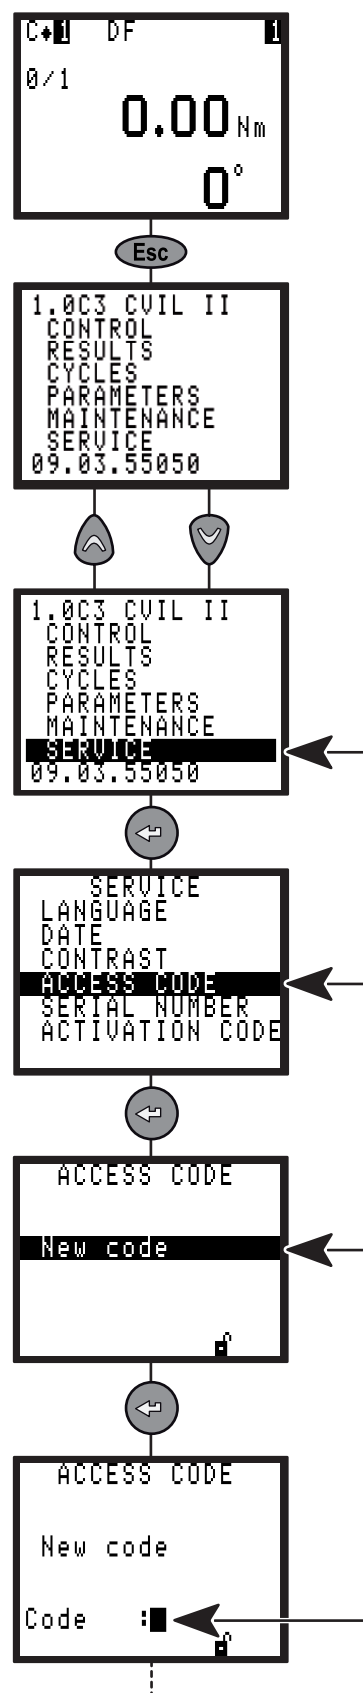 C♦1 DF 1
0/1
0.00 Nm
0°
Esc
1.0C3 CVIL II
CONTROL
RESULTS
CYCLES
PARAMETERS
MAINTENANCE
SERVICE
09.03.55050
1.0C3 CVIL II
CONTROL
RESULTS
CYCLES
PARAMETERS
MAINTENANCE
SERVICE
09.03.55050
SERVICE
LANGUAGE
DATE
CONTRAST
ACCESS CODE
SERIAL NUMBER
ACTIVATION CODE
ACCESS CODE
New code
ACCESS CODE
New code
Code :